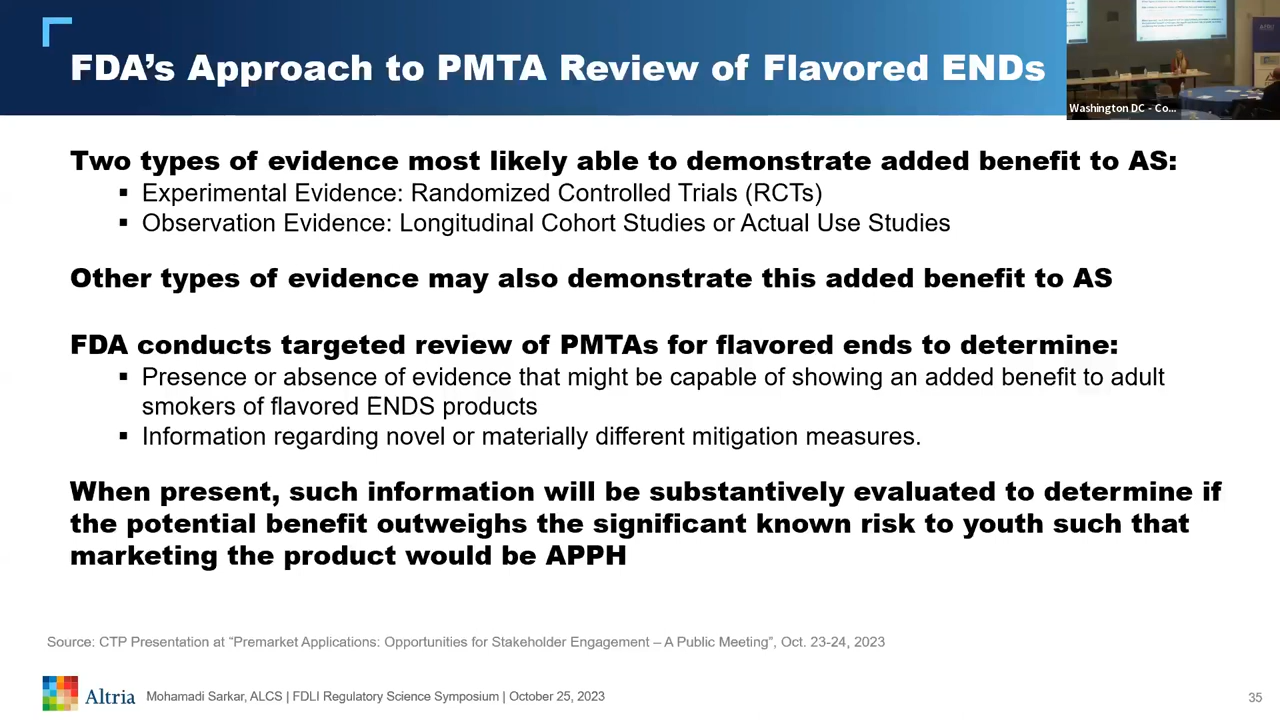 FDA's Approach to PMTA Review of Flavored ENDs
Washington DC - Co...
Two types of evidence most likely able to demonstrate added benefit to AS:
▪ Experimental Evidence: Randomized Controlled Trials (RCTs)
▪ Observation Evidence: Longitudinal Cohort Studies or Actual Use Studies
Other types of evidence may also demonstrate this added benefit to AS
FDA conducts targeted review of PMTAs for flavored ends to determine:
▪ Presence or absence of evidence that might be capable of showing an added benefit to adult
smokers of flavored ENDS products
▪ Information regarding novel or materially different mitigation measures.
When present, such information will be substantively evaluated to determine if
the potential benefit outweighs the significant known risk to youth such that
marketing the product would be APPH
Source: CTP Presentation at “Premarket Applications: Opportunities for Stakeholder Engagement – A Public Meeting”, Oct. 23-24, 2023
Altria
Mohamadi Sarkar, ALCS | FDLI Regulatory Science Symposium | October 25, 2023
35